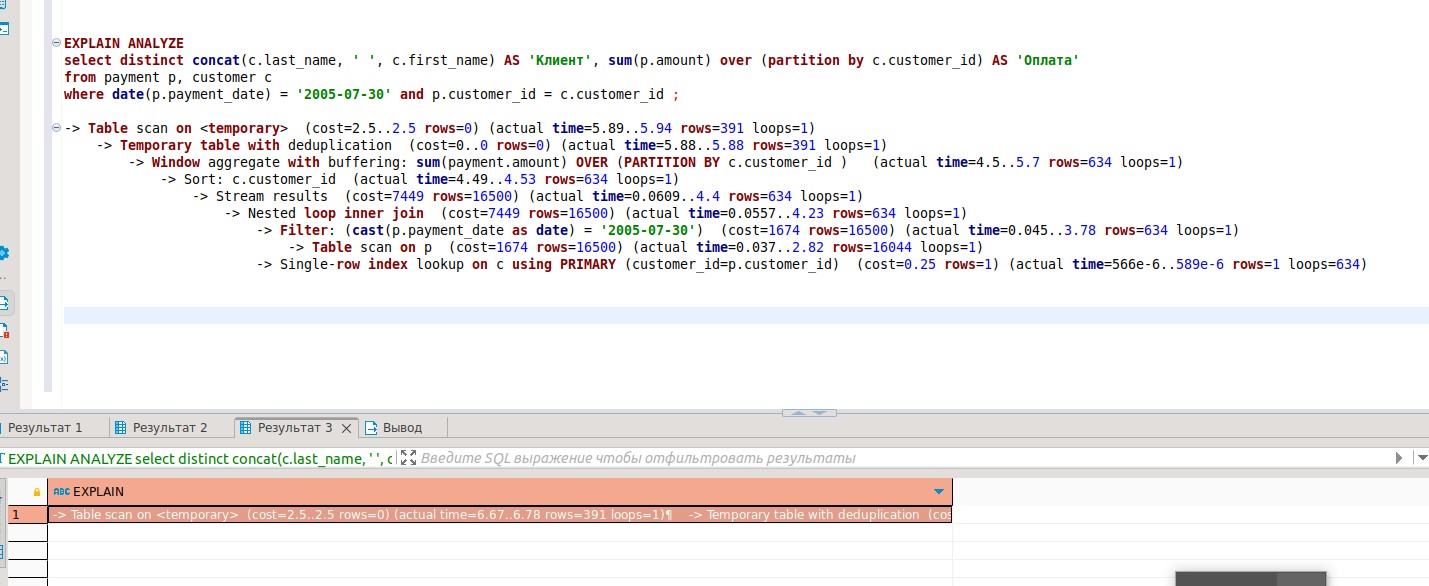 EXPLAIN ANALYZE
select distinct concat(c.last_name, ' ', c.first_name) AS 'Клиент', sum(p.amount) over (partition by c.customer_id) AS 'Оплата'
from payment p, customer c
where date(p.payment_date) = '2005-07-30' and p.customer_id = c.customer_id ;
-> Table scan on <temporary>  (cost=2.5..2.5 rows=0) (actual time=5.89..5.94 rows=391 loops=1)
    -> Temporary table with deduplication  (cost=0..0 rows=0) (actual time=5.88..5.88 rows=391 loops=1)
        -> Window aggregate with buffering: sum(payment.amount) OVER (PARTITION BY c.customer_id )   (actual time=4.5..5.7 rows=634 loops=1)
            -> Sort: c.customer_id  (actual time=4.49..4.53 rows=634 loops=1)
                -> Stream results  (cost=7449 rows=16500) (actual time=0.0609..4.4 rows=634 loops=1)
                    -> Nested loop inner join  (cost=7449 rows=16500) (actual time=0.0557..4.23 rows=634 loops=1)
                        -> Filter: (cast(p.payment_date as date) = '2005-07-30')  (cost=1674 rows=16500) (actual time=0.045..3.78 rows=634 loops=1)
                            -> Table scan on p  (cost=1674 rows=16500) (actual time=0.037..2.82 rows=16044 loops=1)
                        -> Single-row index lookup on c using PRIMARY (customer_id=p.customer_id)  (cost=0.25 rows=1) (actual time=566e-6..589e-6 rows=1 loops=634)
Результат 1 Результат 2 Результат 3 Вывод
EXPLAIN ANALYZE select distinct concat(c.last_name, ' ', c Введите SQL выражение чтобы отфильтровать результаты
ABC EXPLAIN
1 -> Table scan on <temporary>  (cost=2.5..2.5 rows=0) (actual time=6.67..6.78 rows=391 loops=1)¶    -> Temporary table with deduplication  (cos